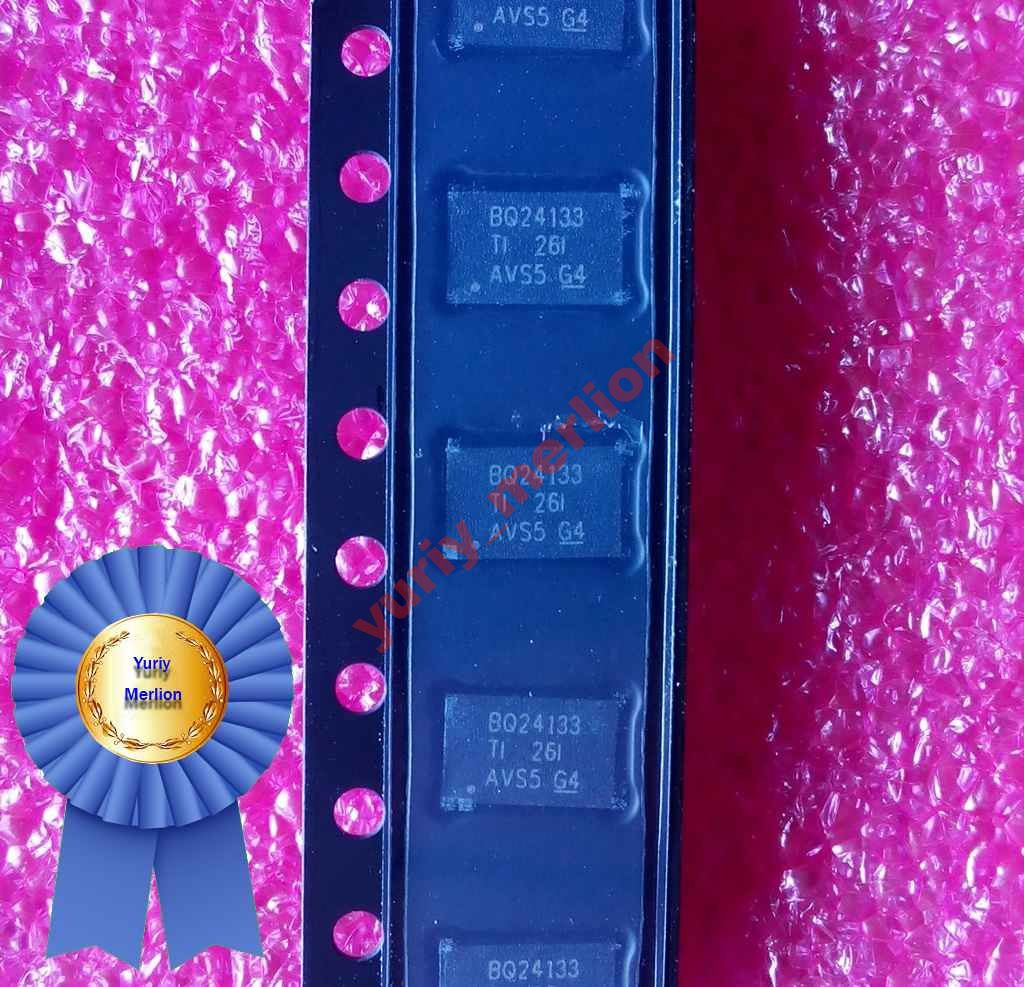 AVS5 G4
BQ24133
TI 26I
AVS5 G4
BQ24133
TI 26I
AVS5 G4
BQ24133
TI 26I
AVS5 G4
BQ24133
yuriy.merlion
Yuriy
Merlion